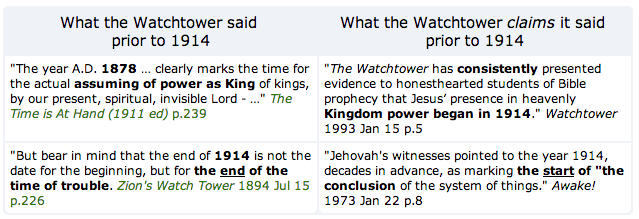 What the Watchtower said
prior to 1914
What the Watchtower claims it said
prior to 1914
"The year A.D. 1878 ... clearly marks the time for
the actual assuming of power as King of kings,
by our present, spiritual, invisible Lord - ..." The
Time is At Hand (1911 ed) p.239
"The Watchtower has consistently presented
evidence to honesthearted students of Bible
prophecy that Jesus' presence in heavenly
Kingdom power began in 1914." Watchtower
1993 Jan 15 p.5
"But bear in mind that the end of 1914 is not the
date for the beginning, but for the end of the
time of trouble. Zion's Watch Tower 1894 Jul 15
p.226
"Jehovah's witnesses pointed to the year 1914,
decades in advance, as marking the start of "the
conclusion of the system of things." Awake!
1973 Jan 22 p.8